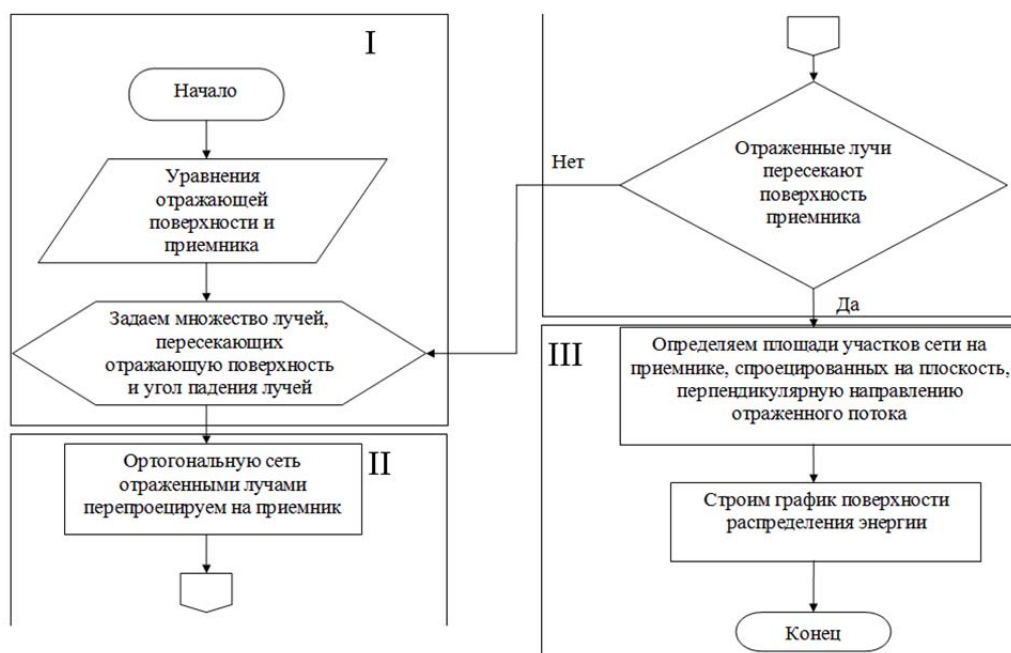 I
Начало
Уравнения
отражающей
поверхности и
приемника
Задаем множество лучей,
пересекающих
отражающую поверхность
и угол падения лучей
II
Ортогональную сеть
отраженными лучами
перепроецируем на приемник
Отраженные лучи
пересекают
поверхность
приемника
Нет
Да
III
Определяем площади участков сети на
приемнике, спроецированных на плоскость,
перпендикулярную направлению
отраженного потока
Строим график поверхности
распределения энергии
Конец